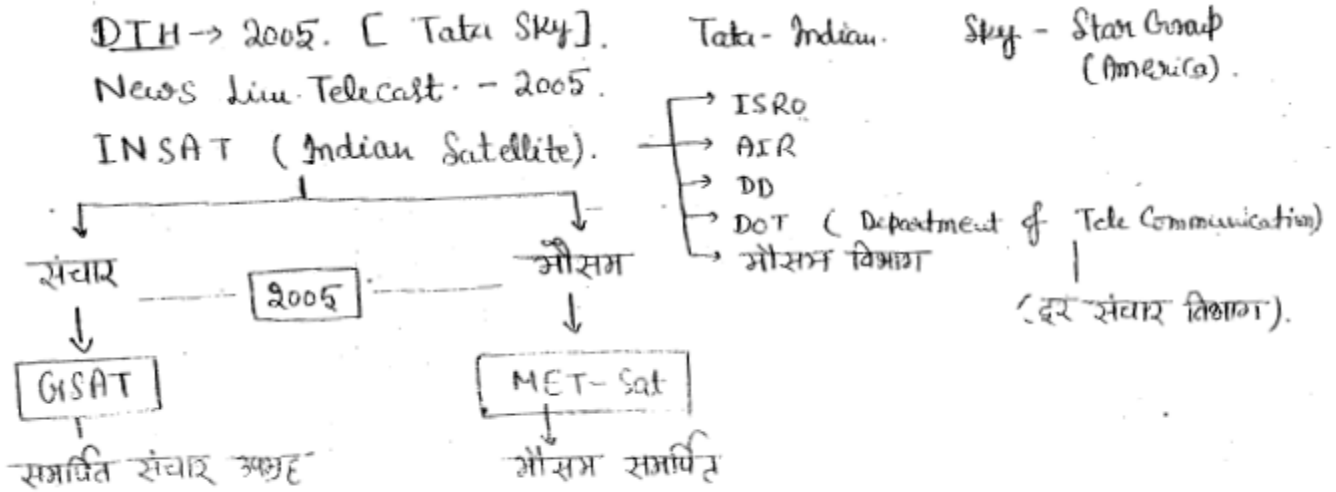 DTH → 2005. [ Tata Sky ]. Tata - Indian. Sky - Star Group
(America).
News Live Telecast. - 2005.
INSAT ( Indian Satellite).
→ ISRO
→ AIR
→ DD
→ DOT ( Department of Tele Communication)
→ मौसम विभाग
(दूर संचार विभाग).
संचार 2005 मौसम
GSAT MET-Sat
समर्पित संचार उपग्रह मौसम समर्पित